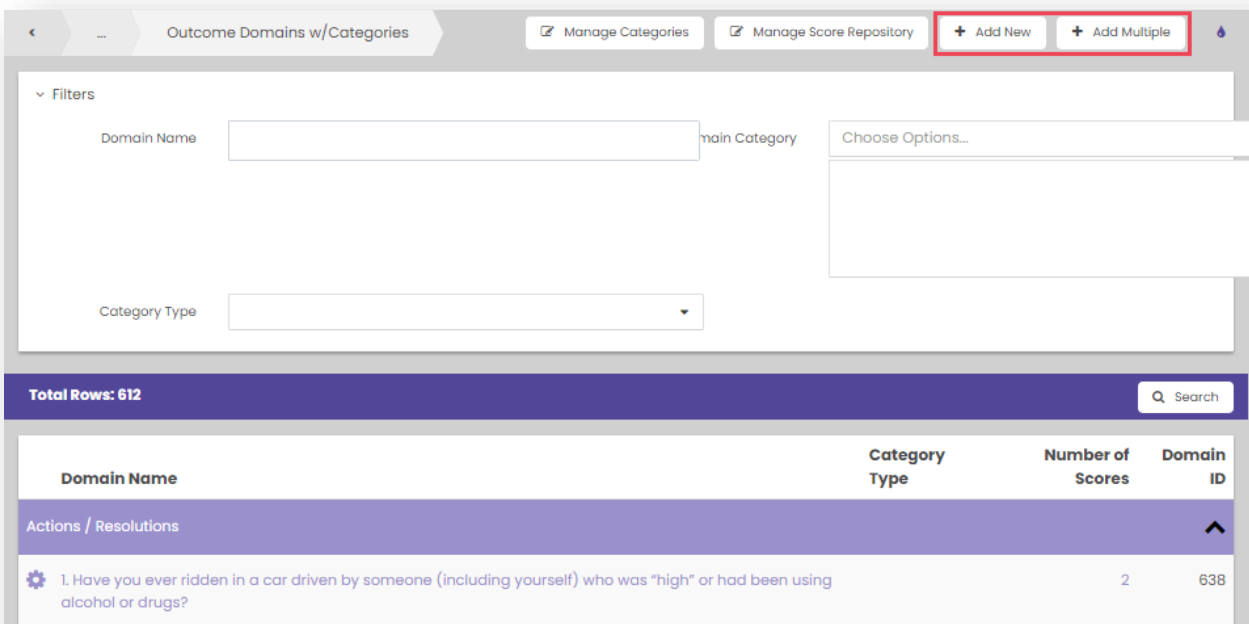 ... Outcome Domains w/Categories Manage Categories Manage Score Repository + Add New + Add Multiple
Filters
Domain Name
main Category Choose Options...
Category Type
Total Rows: 612 Search
Domain Name Category Type Number of Scores Domain ID
Actions / Resolutions
1. Have you ever ridden in a car driven by someone (including yourself) who was “high” or had been using
alcohol or drugs?
2 638